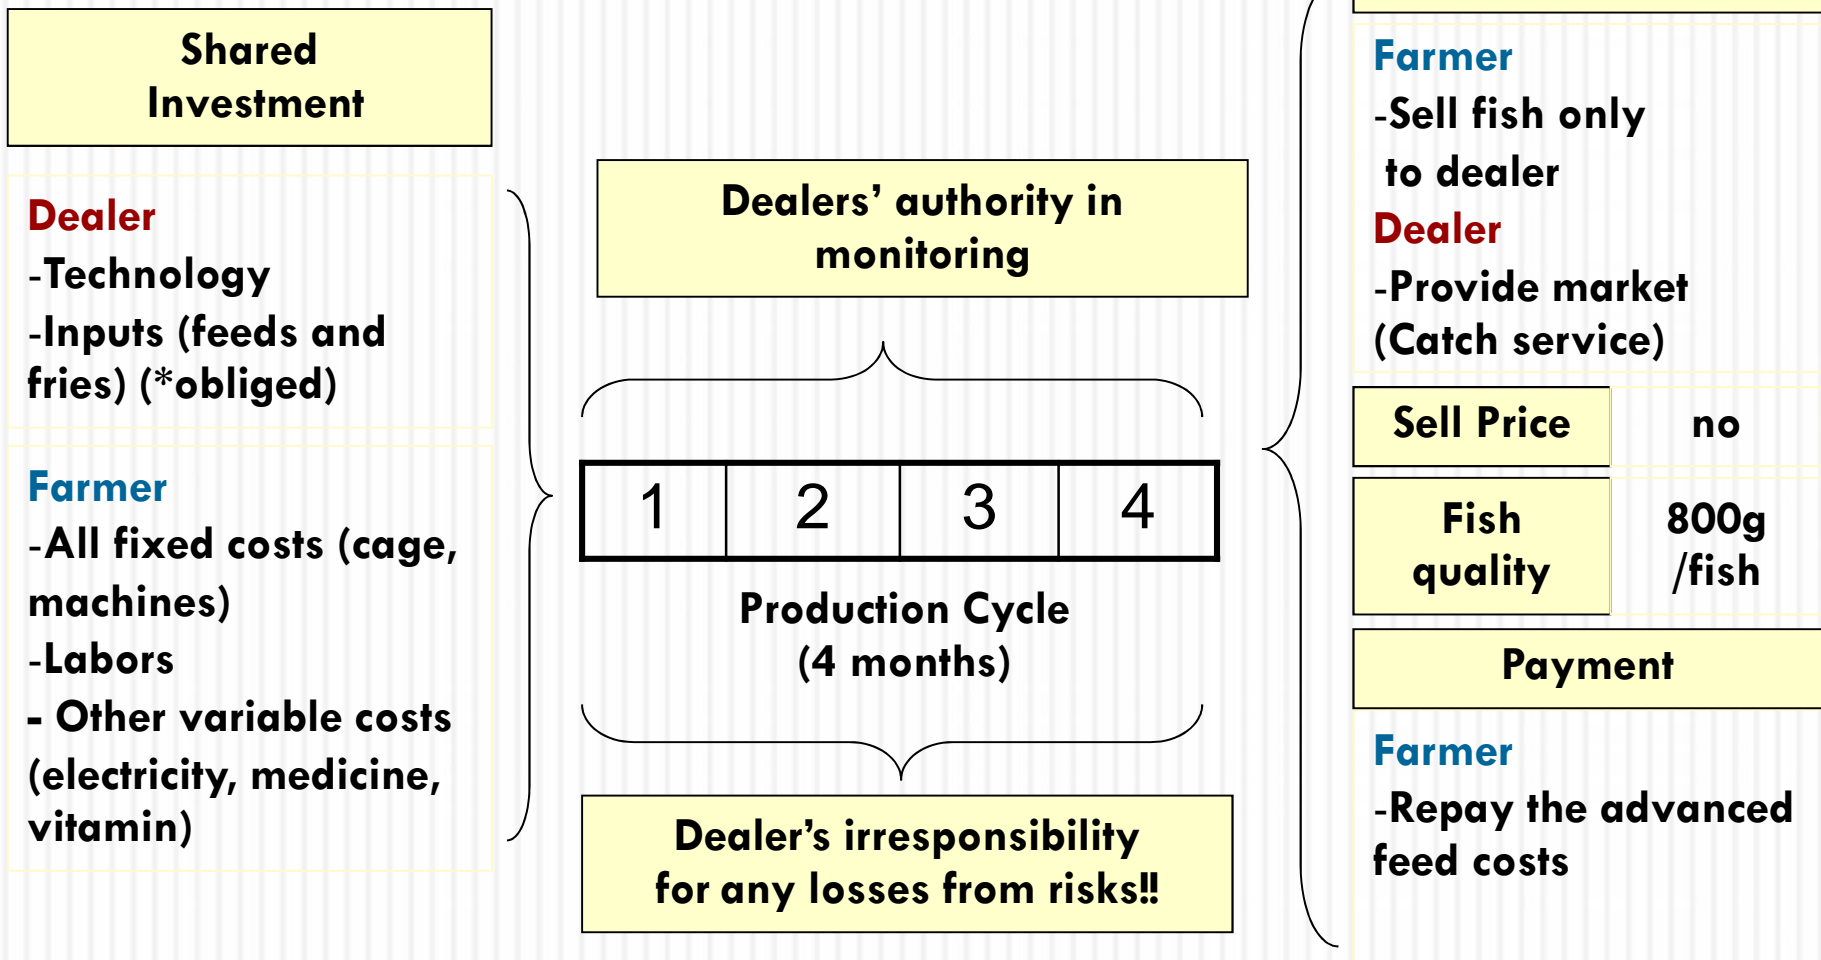 Shared
Investment
Dealer
-Technology
-Inputs (feeds and
fries) (*obliged)
Farmer
-All fixed costs (cage,
machines)
-Labors
- Other variable costs
(electricity, medicine,
vitamin)
Dealers’ authority in
monitoring
1 2 3 4
Production Cycle
(4 months)
Dealer’s irresponsibility
for any losses from risks!!
Farmer
-Sell fish only
to dealer
Dealer
-Provide market
(Catch service)
Sell Price no
Fish 800g
quality /fish
Payment
Farmer
-Repay the advanced
feed costs